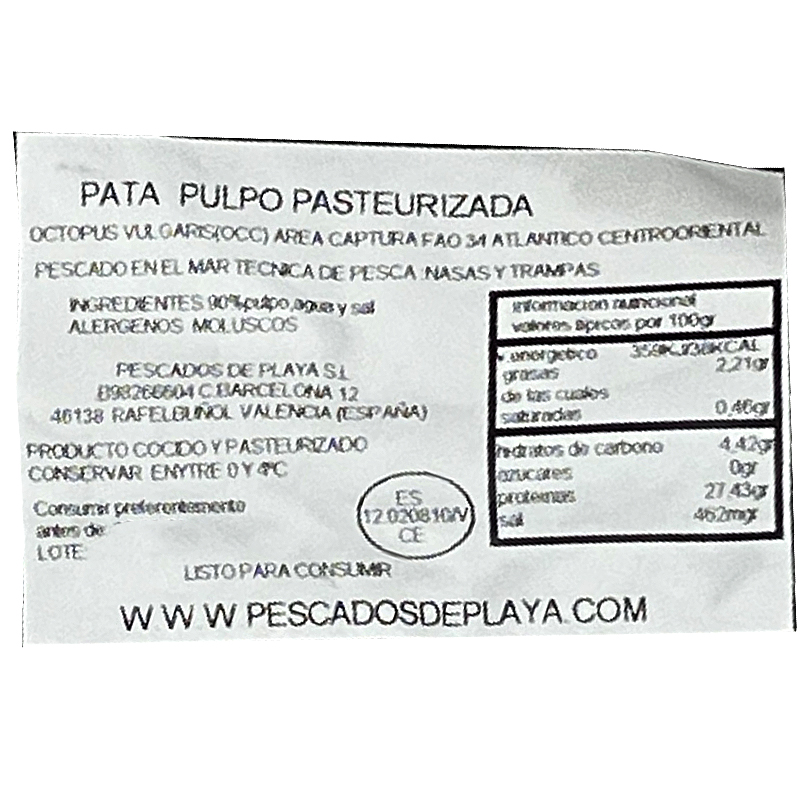 PATA PULPO PASTEURIZADA
OCTOPUS VULGARIS(OCC) AREA CAPTURA FAO 34 ATLANTICO CENTROORIENTAL
PESCADO EN EL MAR TECNICA DE PESCA :NASAS Y TRAMPAS
INGREDIENTES 90%pulpo,agua y sal
ALERGENOS MOLUSCOS
PESCADOS DE PLAYA S.L
B98266604 C.BARCELONA 12
46138 RAFELBUÑOL VALENCIA (ESPAÑA)
PRODUCTO COCIDO Y PASTEURIZADO
CONSERVAR ENYTRE 0 Y 4ºC
Consumir preferentemente
antes de:
LOTE:
ES
12.020810/V
CE
LISTO PARA CONSUMIR
WWW PESCADOSDEPLAYA.COM
informacion nutricional
valores tipicos por 100gr
v.energetico
grasas 2,21gr
de las cuales
saturadas 0,46gr
hidratos de carbono 4,42gr
azucares 0gr
proteinas 27,43gr
sal 462mgr